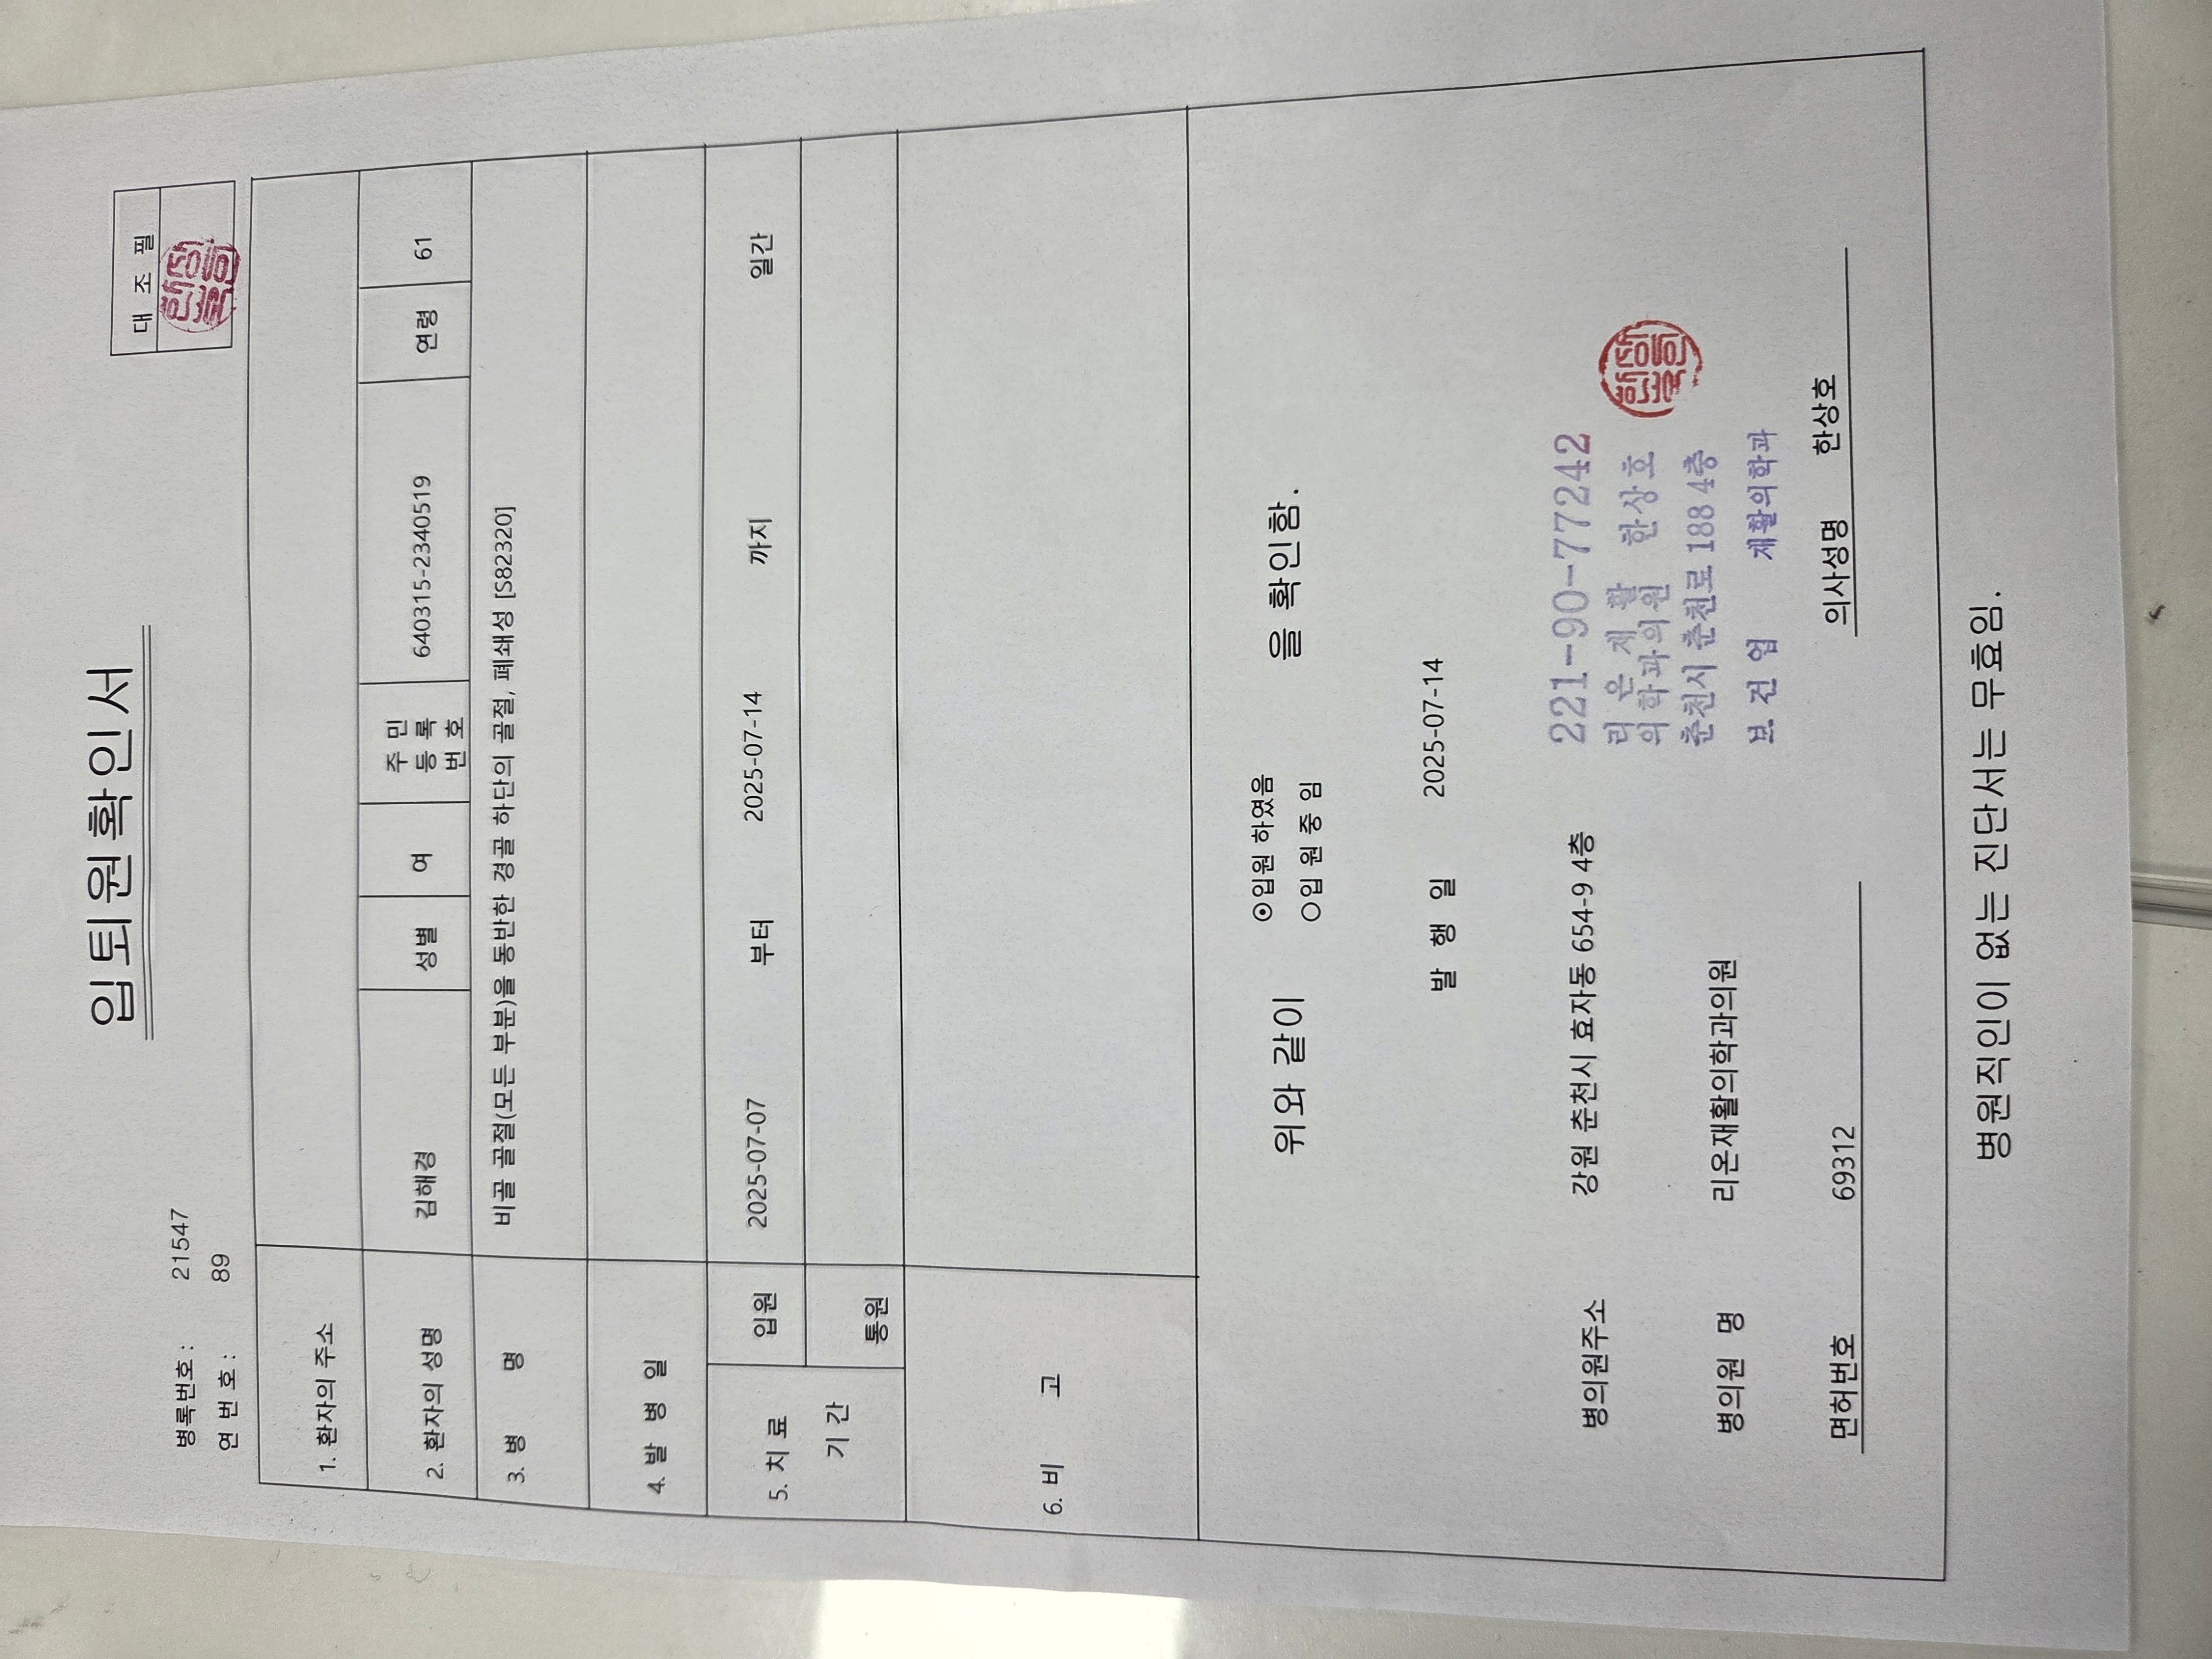 입퇴원확인서
대 조 필
병록번호 : 21547
연 번 호 : 89
1. 환자의 주소
2. 환자의 성명 김해경 성별 여 주 민 등 록 번 호 640315-2340519 연령 61
3. 병 명 비골 골절(모든 부분)을 동반한 경골 하단의 골절, 폐쇄성 [S82320]
4. 발 병 일
5. 치 료 기 간 입원 2025-07-07 부터 2025-07-14 까지 일간
통원
6. 비 고
위와 같이 ⊙입원 하였음 을 확인함.
○입 원 중 임
발 행 일 2025-07-14
221-90-77242
병의원주소 강원 춘천시 효자동 654-9 4층
리 온 재 활 의 학 과 의 원 한 상 호
춘천시 춘천로 188 4층
병의원 명 리온재활의학과의원
보 건 업 재활의학과
면허번호 69312 의사성명 한상호
병원직인이 없는 진단서는 무효임.